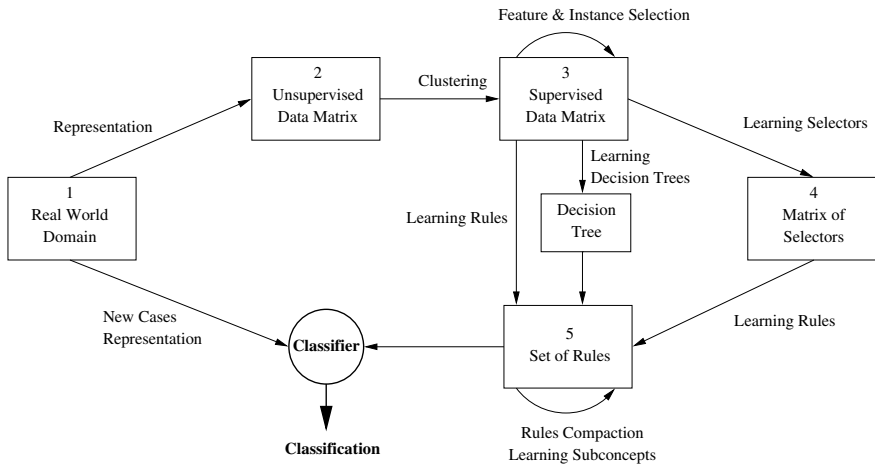 Feature & Instance Selection
2
Unsupervised
Data Matrix
Clustering
3
Supervised
Data Matrix
Representation
Learning Selectors
Learning
Decision Trees
1
Real World
Domain
Learning Rules
Decision
Tree
4
Matrix of
Selectors
New Cases
Representation
Classifier
5
Set of Rules
Learning Rules
Classification
Rules Compaction
Learning Subconcepts